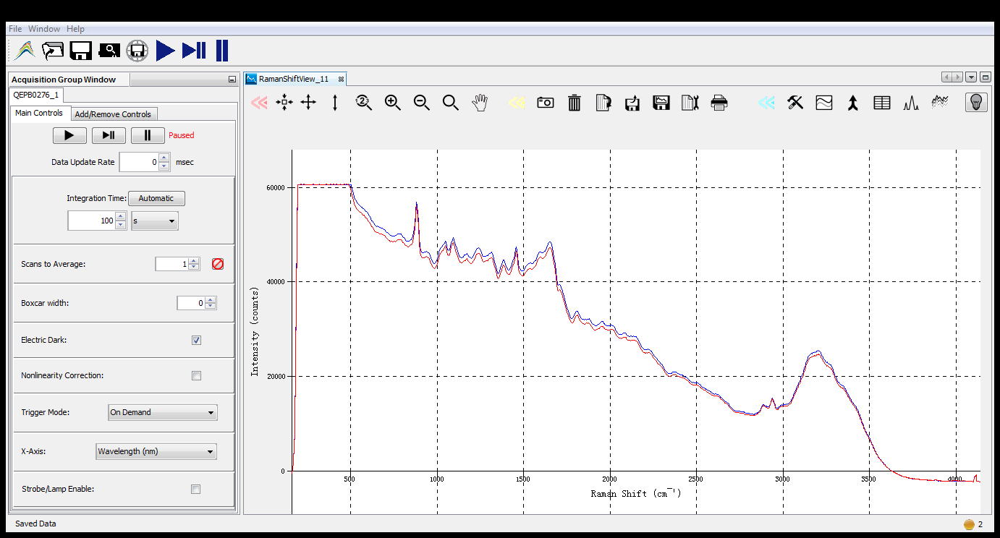 File Window Help
Acquisition Group Window
RamanShiftView_11
QEPB0276_1
Main Controls
Add/Remove Controls
2
Paused
Data Update Rate 0 msec
Integration Time: Automatic
100 s
Scans to Average: 1
Boxcar width: 0
Electric Dark:
Nonlinearity Correction:
Trigger Mode: On Demand
X-Axis: Wavelength (nm)
Strobe/Lamp Enable:
Intensity (counts)
60000
40000
20000
0
500 1000 1500 2000 2500 3000 3500 4000
Raman Shift (cm⁻¹)
Saved Data
2